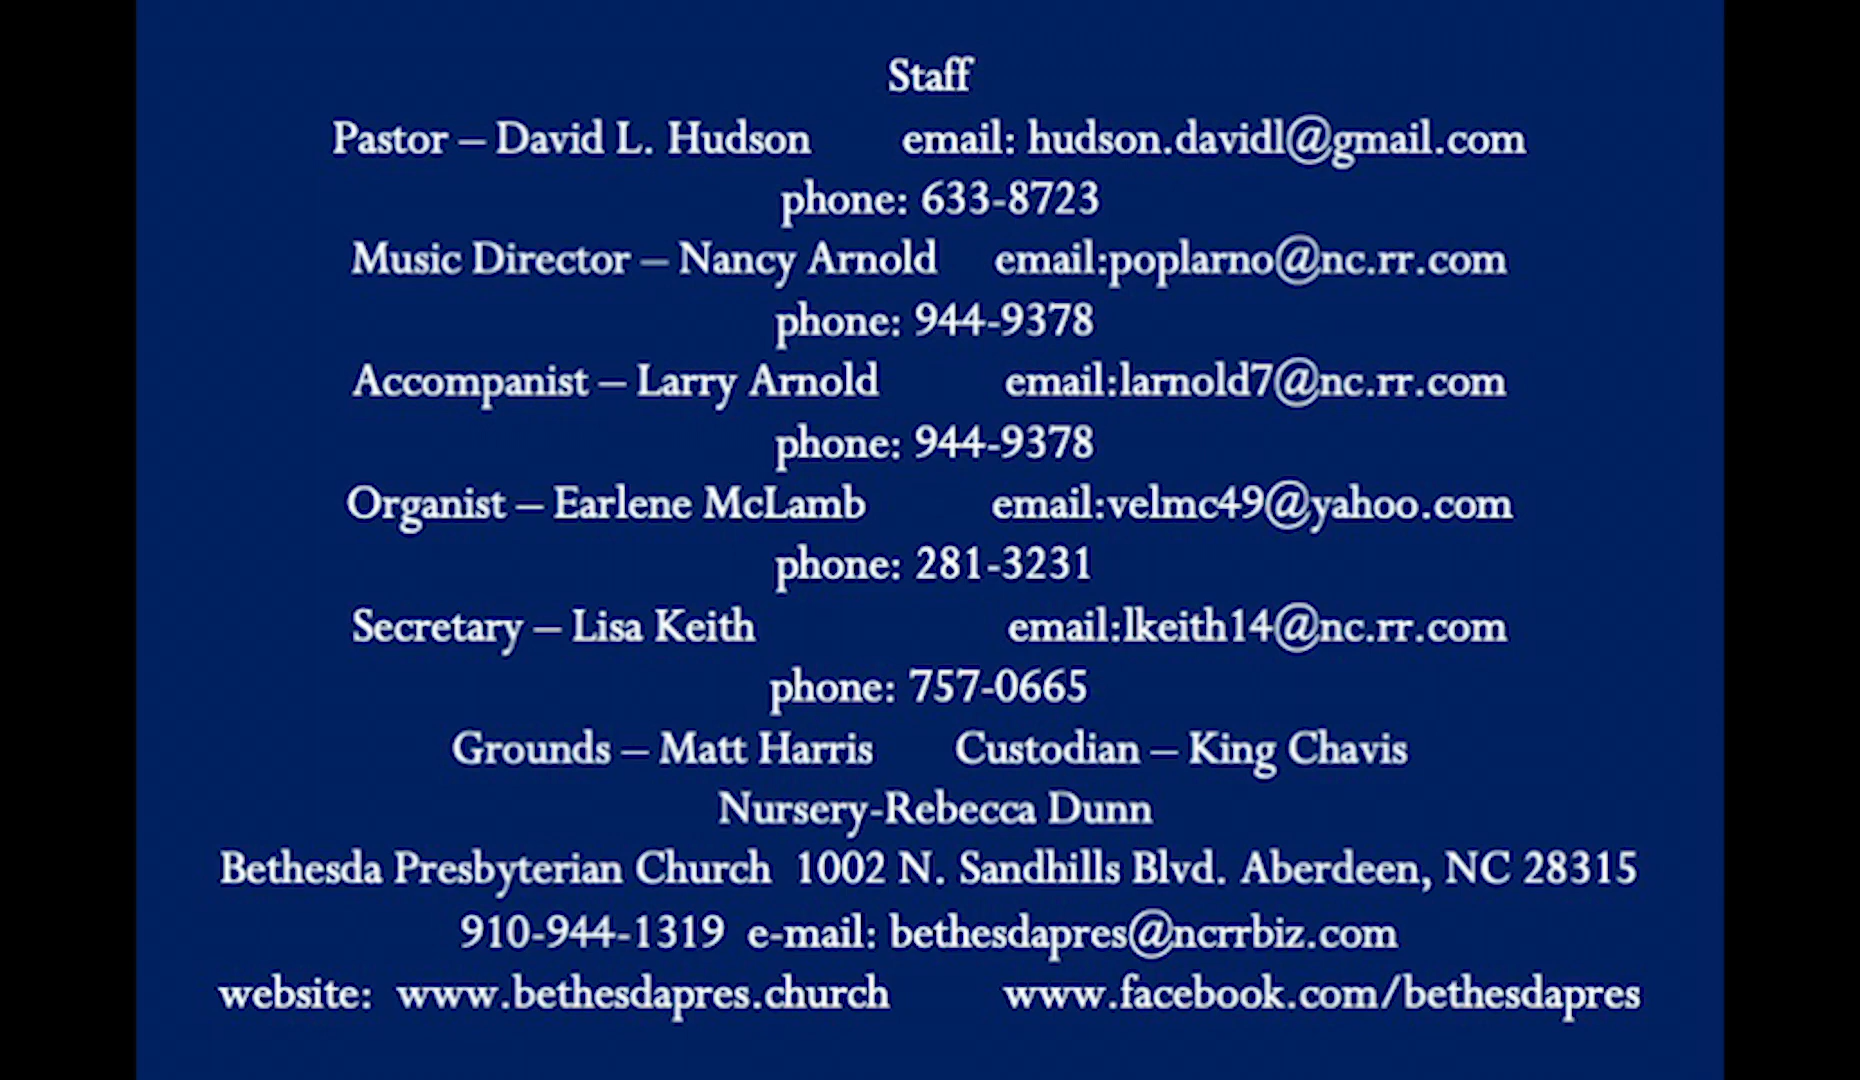 Staff
Pastor – David L. Hudson email: hudson.davidl@gmail.com
phone: 633-8723
Music Director – Nancy Arnold email:poplarno@nc.rr.com
phone: 944-9378
Accompanist – Larry Arnold email:larnold7@nc.rr.com
phone: 944-9378
Organist – Earlene McLamb email:velmc49@yahoo.com
phone: 281-3231
Secretary – Lisa Keith email:lkeith14@nc.rr.com
phone: 757-0665
Grounds – Matt Harris Custodian – King Chavis
Nursery-Rebecca Dunn
Bethesda Presbyterian Church 1002 N. Sandhills Blvd. Aberdeen, NC 28315
910-944-1319 e-mail: bethesdapres@ncrrbiz.com
website: www.bethesdapres.church www.facebook.com/bethesdapres